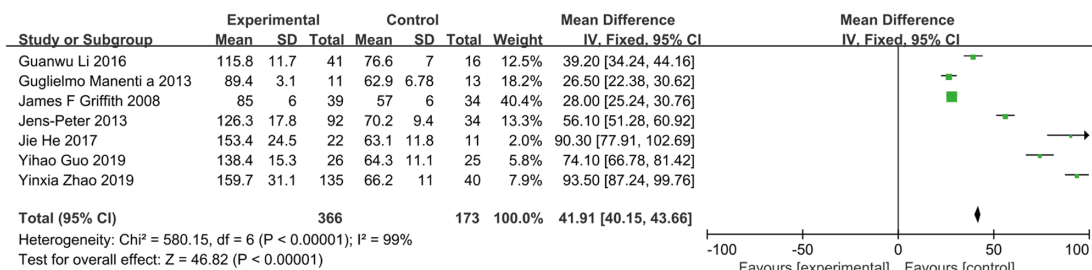 Experimental Control Mean Difference Mean Difference
Study or Subgroup Mean SD Total Mean SD Total Weight IV, Fixed, 95% CI IV, Fixed, 95% CI
Guanwu Li 2016 115.8 11.7 41 76.6 7 16 12.5% 39.20 [34.24, 44.16]
Guglielmo Manenti a 2013 89.4 3.1 11 62.9 6.78 13 18.2% 26.50 [22.38, 30.62]
James F Griffith 2008 85 6 39 57 6 34 40.4% 28.00 [25.24, 30.76]
Jens-Peter 2013 126.3 17.8 92 70.2 9.4 34 13.3% 56.10 [51.28, 60.92]
Jie He 2017 153.4 24.5 22 63.1 11.8 11 2.0% 90.30 [77.91, 102.69]
Yihao Guo 2019 138.4 15.3 26 64.3 11.1 25 5.8% 74.10 [66.78, 81.42]
Yinxia Zhao 2019 159.7 31.1 135 66.2 11 40 7.9% 93.50 [87.24, 99.76]
Total (95% CI) 366 173 100.0% 41.91 [40.15, 43.66]
Heterogeneity: Chi² = 580.15, df = 6 (P < 0.00001); I² = 99%
Test for overall effect: Z = 46.82 (P < 0.00001)
-100 -50 0 50 100
Favours [experimental] Favours [control]